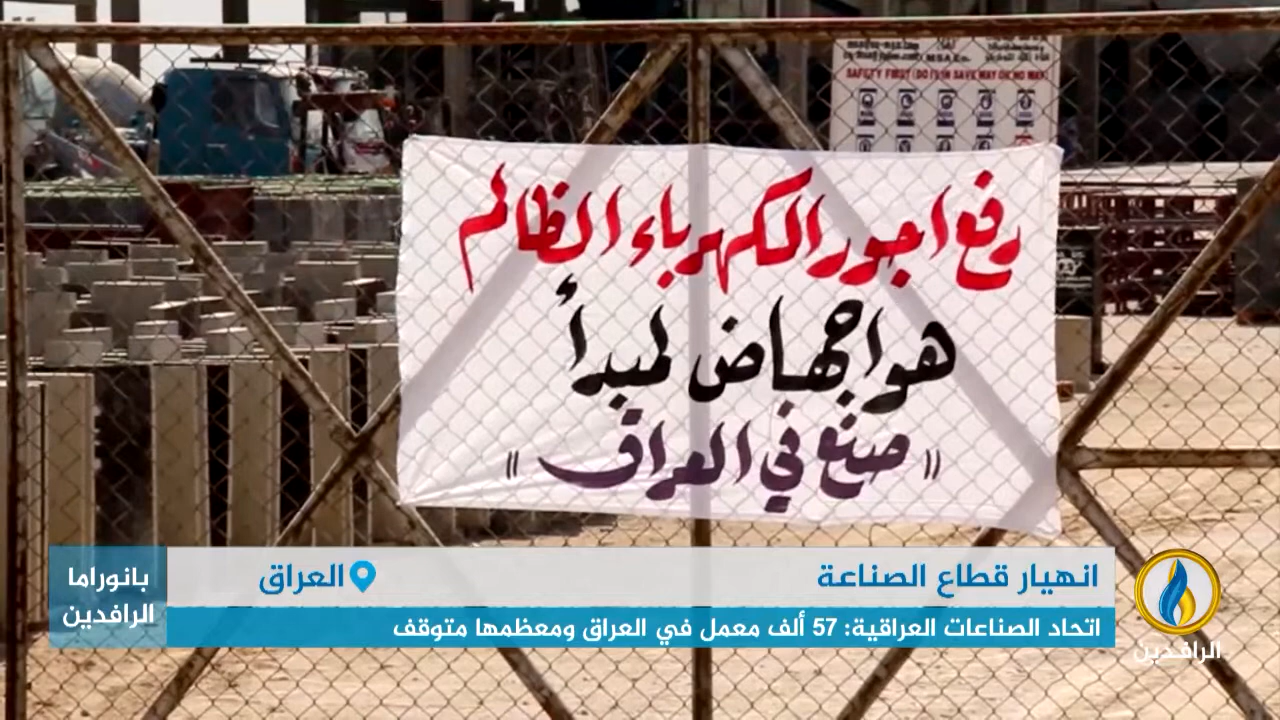 SAFETY FIRST
رفع اجور الكهرباء الظالم
هو اجهاض لمبدأ
"صنع في العراق"
انهيار قطاع الصناعة
العراق
بانوراما
الرافدين
اتحاد الصناعات العراقية: 57 ألف معمل في العراق ومعظمها متوقف
الرافدين